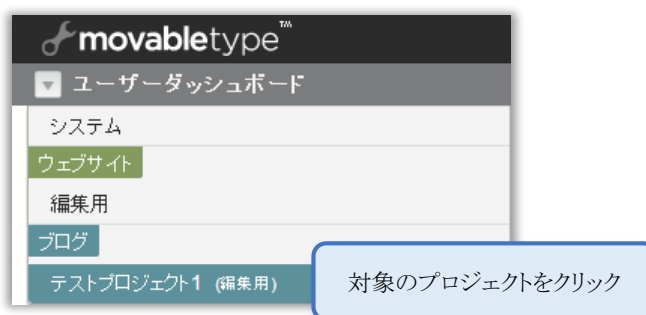 movabletype™
ユーザーダッシュボード
システム
ウェブサイト
編集用
ブログ
テストプロジェクト1 (編集用)
対象のプロジェクトをクリック